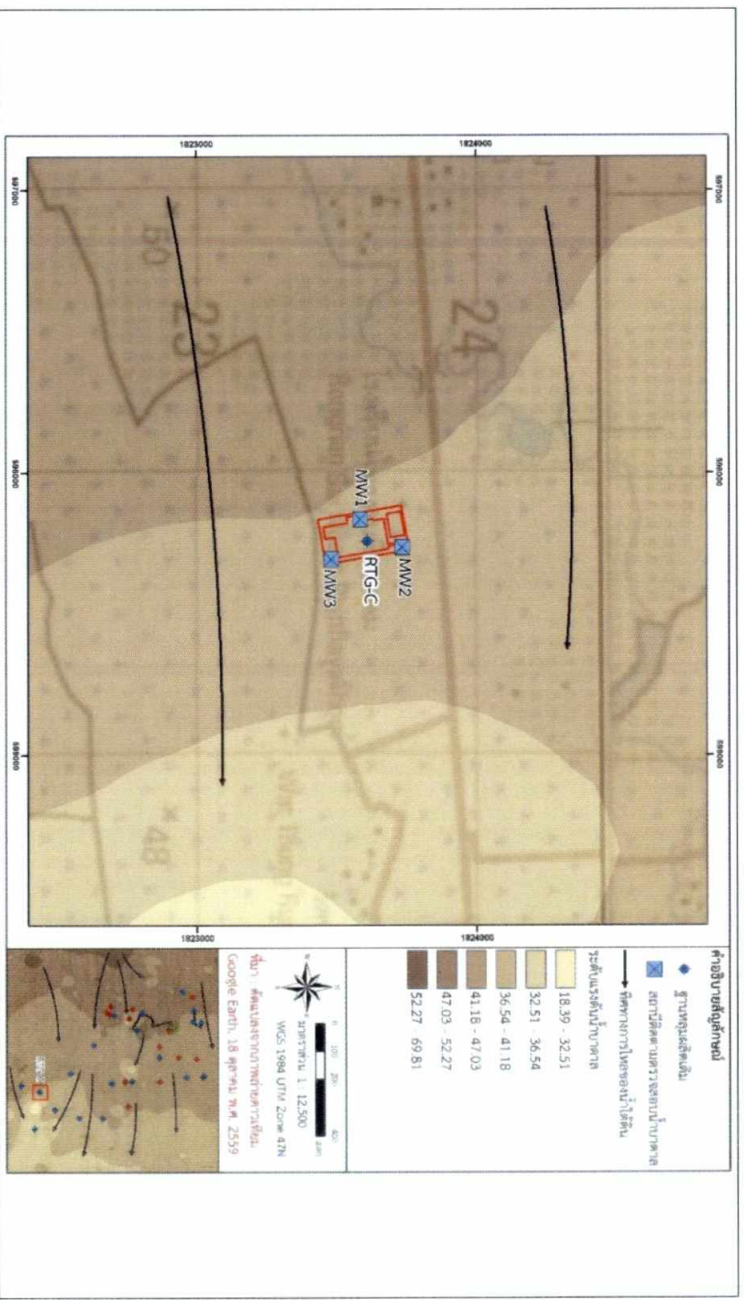 597000
598000
599000
1824000
1823000
24
23
50
× 48
MW1
MW2
RTG-C
MW3
597000
598000
599000
1824000
1823000
คำอธิบายสัญลักษณ์
ฐานหลุมผลิตเดิม
สถานีติดตามตรวจสอบน้ำบาดาล
ทิศทางการไหลของน้ำใต้ดิน
ระดับแรงดันน้ำบาดาล
18.39 - 32.51
32.51 - 36.54
36.54 - 41.18
41.18 - 47.03
47.03 - 52.27
52.27 - 69.81
0 100 200 400
มาตราส่วน 1 : 12,500
WGS 1984 UTM Zone 47N
ที่มา : ดัดแปลงจากภาพถ่ายดาวเทียม
Google Earth, 18 ตุลาคม พ.ศ. 2559